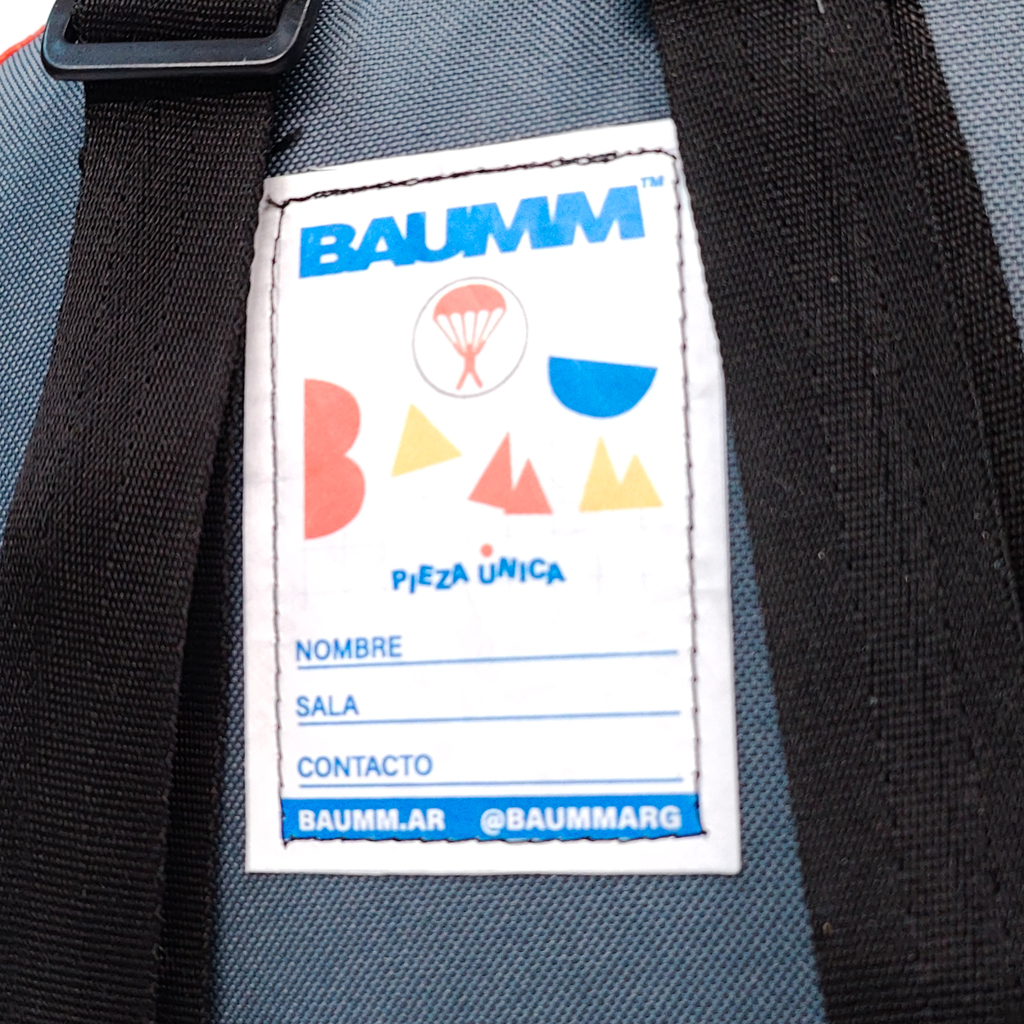 BAUMM™
PIEZA ÚNICA
NOMBRE
SALA
CONTACTO
BAUMM.AR @BAUMMARG